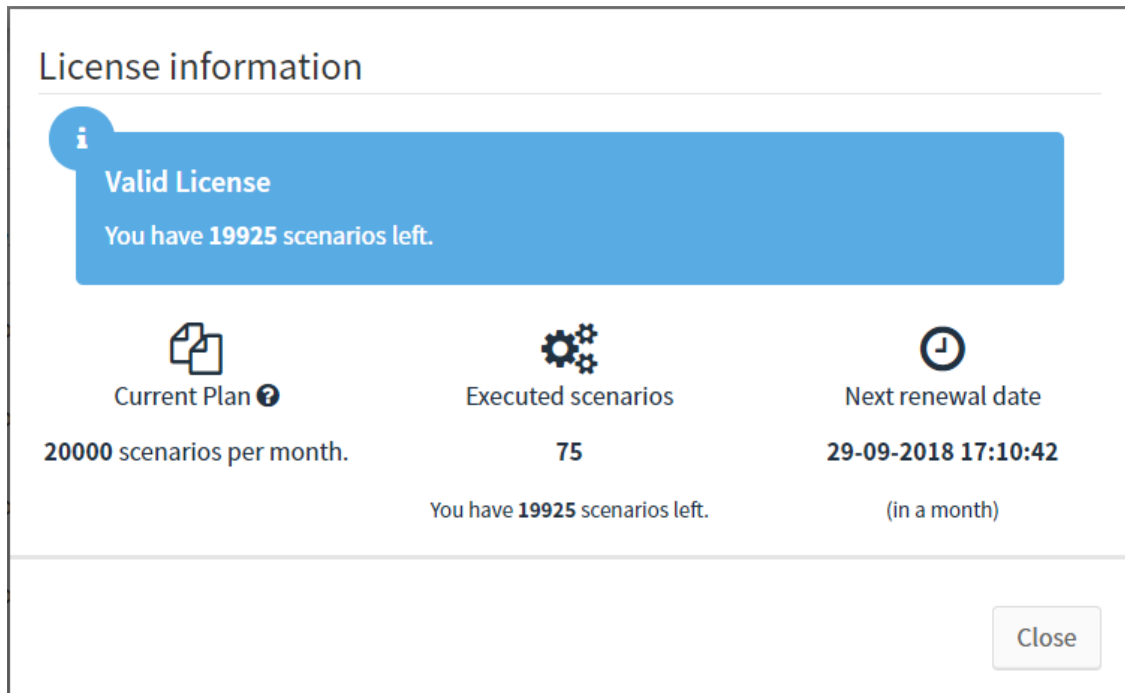 License information
Valid License
You have 19925 scenarios left.
Current Plan
Executed scenarios
Next renewal date
20000 scenarios per month.
75
29-09-2018 17:10:42
You have 19925 scenarios left.
(in a month)
Close